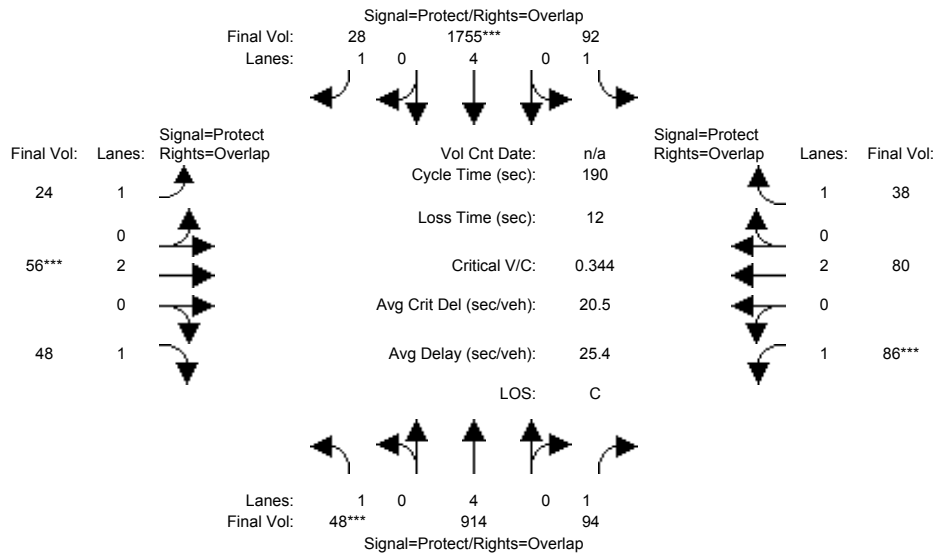 Signal=Protect/Rights=Overlap
Final Vol: 28 1755*** 92
Lanes: 1 0 4 0 1
Signal=Protect Signal=Protect
Final Vol: Lanes: Rights=Overlap Vol Cnt Date: n/a Rights=Overlap Lanes: Final Vol:
Cycle Time (sec): 190
24 1 1 38
Loss Time (sec): 12
0 0
56*** 2 Critical V/C: 0.344 2 80
0 Avg Crit Del (sec/veh): 20.5 0
48 1 Avg Delay (sec/veh): 25.4 1 86***
LOS: C
Lanes: 1 0 4 0 1
Final Vol: 48*** 914 94
Signal=Protect/Rights=Overlap